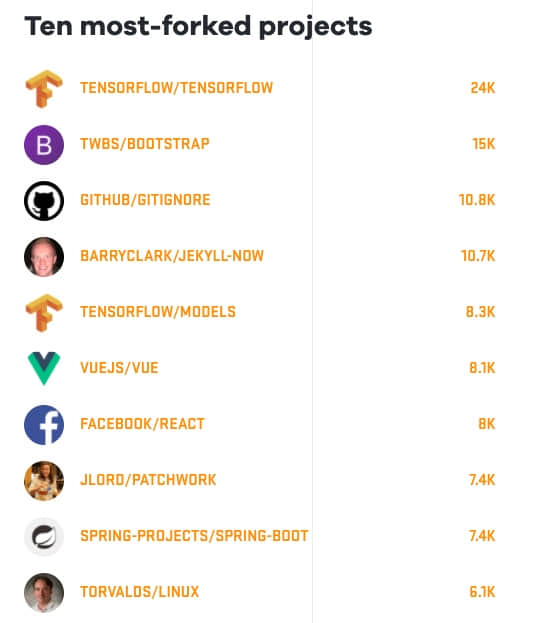 Ten most-forked projects
TENSORFLOW/TENSORFLOW 24K
B TWBS/BOOTSTRAP 15K
GITHUB/GITIGNORE 10.8K
BARRYCLARK/JEKYLL-NOW 10.7K
TENSORFLOW/MODELS 8.3K
VUEJS/VUE 8.1K
FACEBOOK/REACT 8K
JLORD/PATCHWORK 7.4K
SPRING-PROJECTS/SPRING-BOOT 7.4K
TORVALDS/LINUX 6.1K